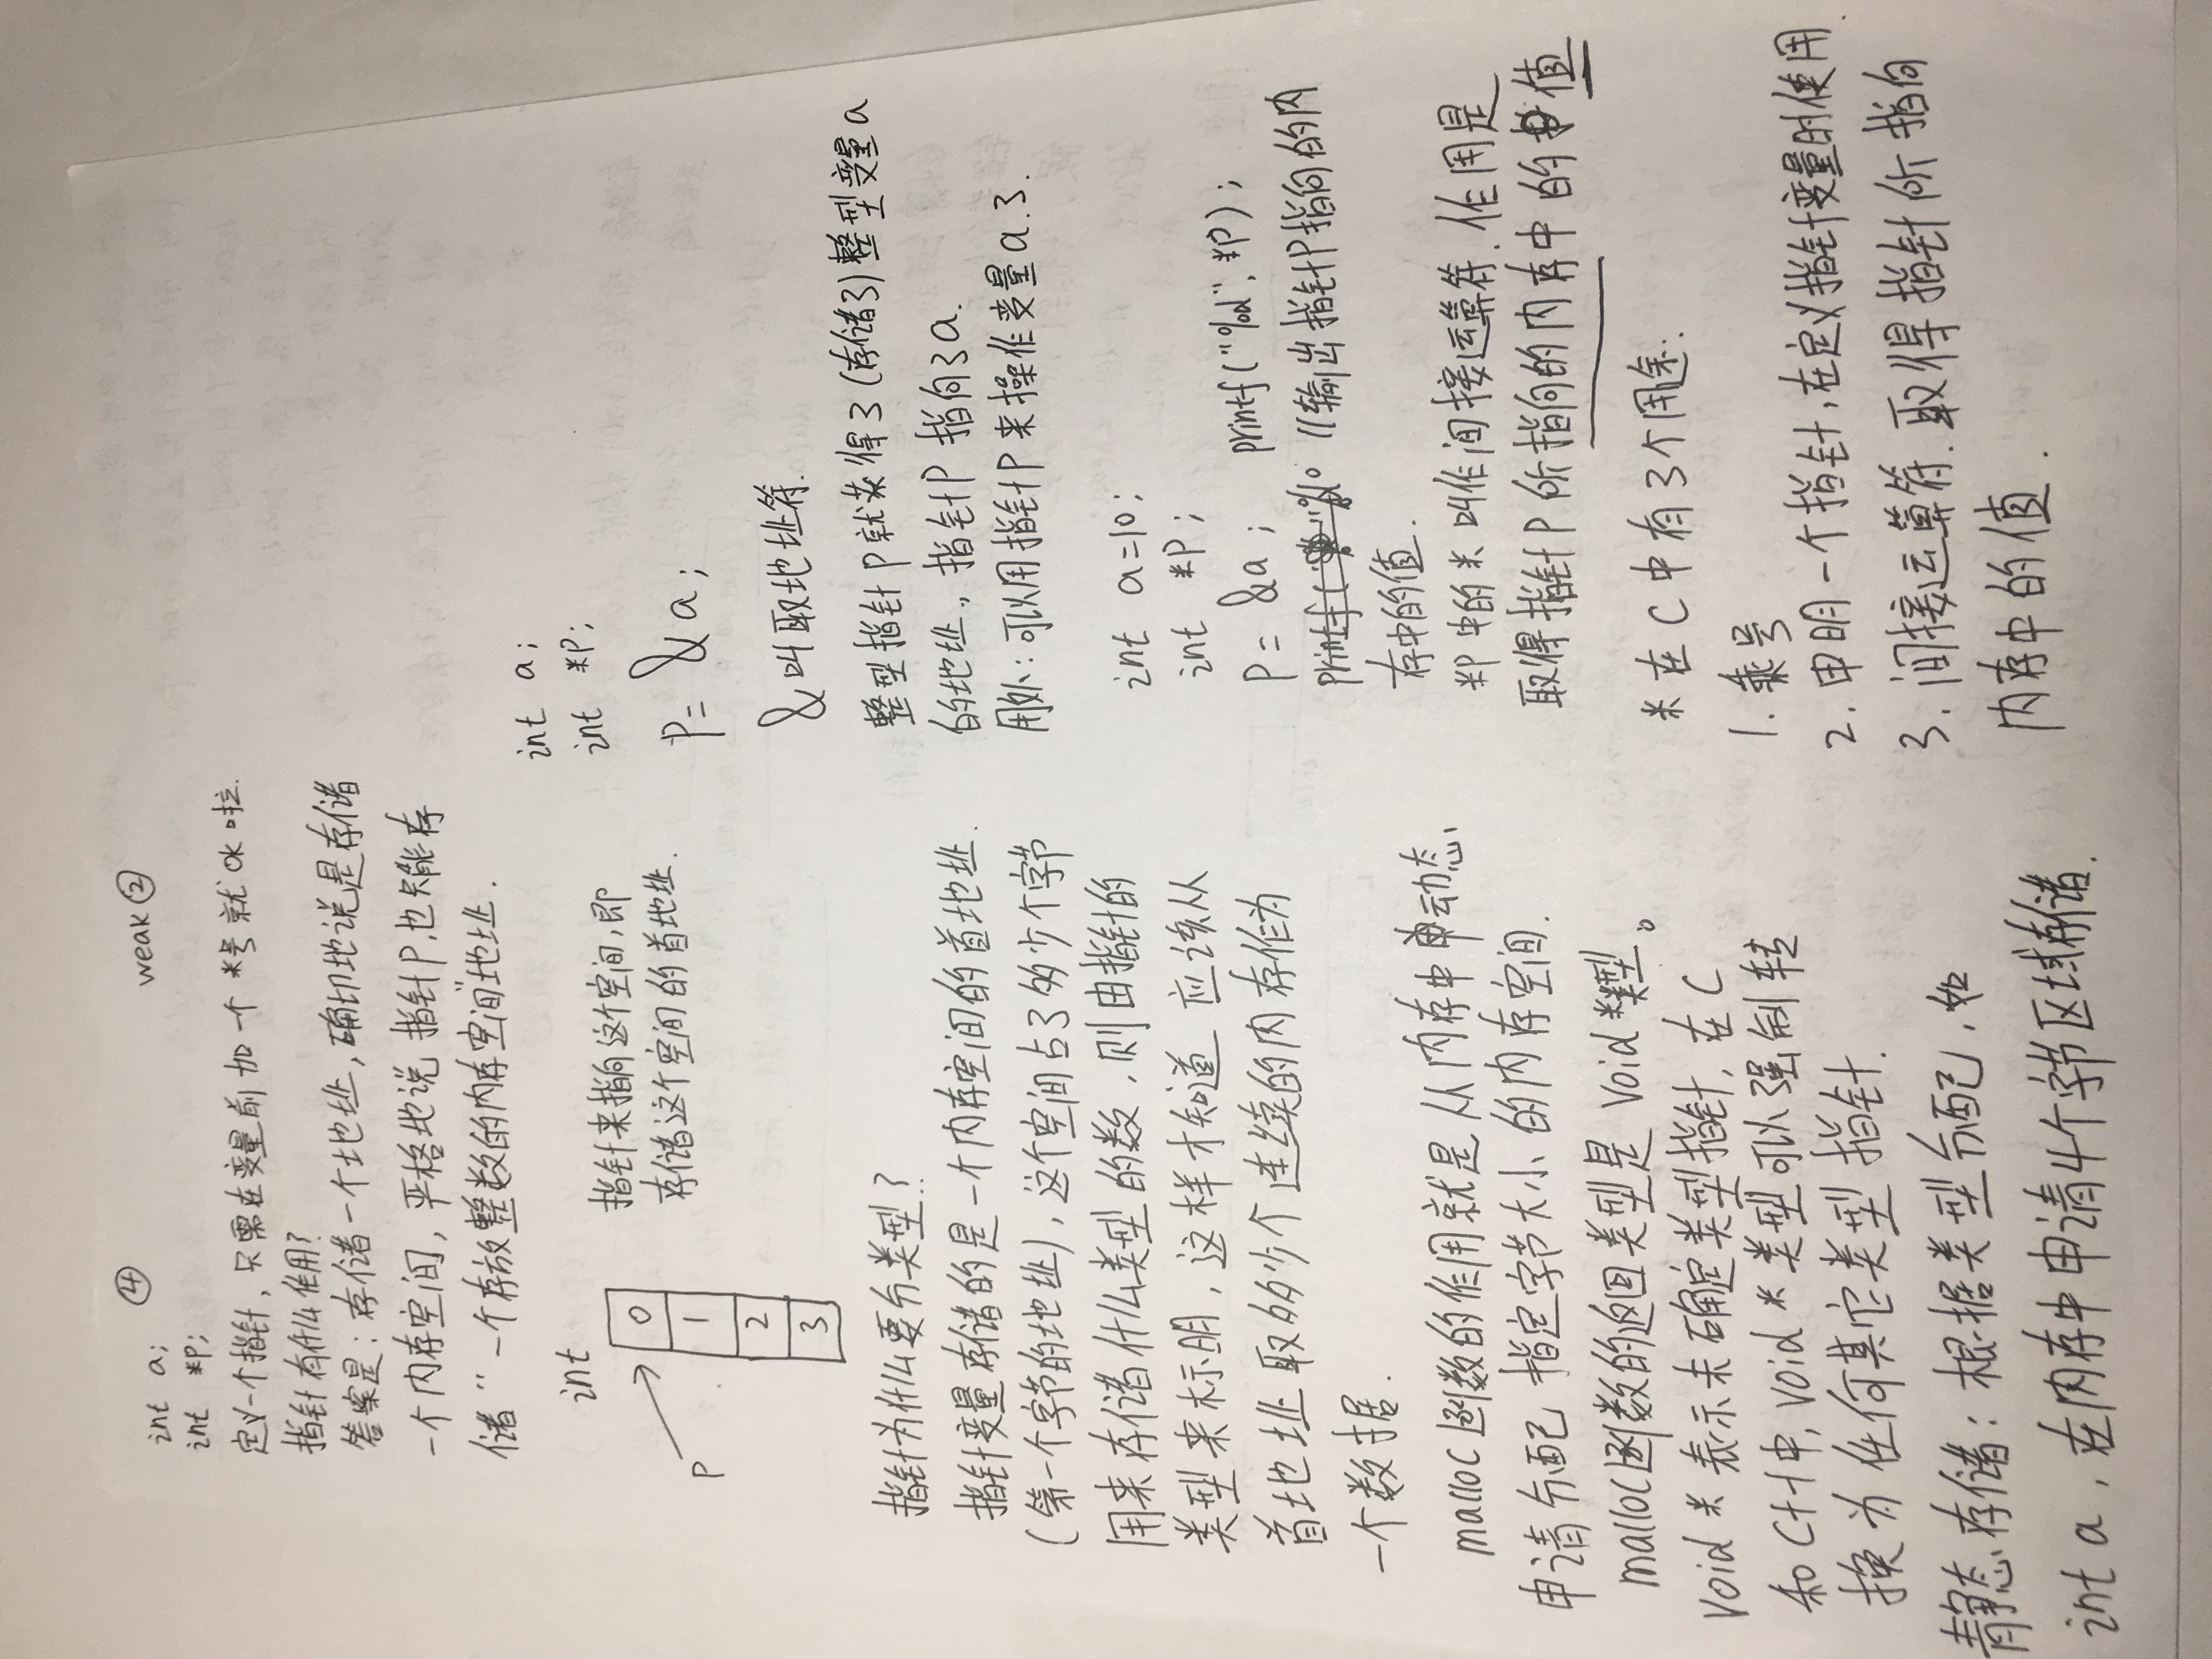 ④
weak ②
int a;
int *p;
定义一个指针，只需在变量前加一个 *号就ok啦.
指针有什么作用?
答案是：存储一个地址，确切地说是存储
一个内存空间，严格地说 指针p,也只能存
储"一个存放整数的内存空间"地址.
int
p
0
1
2
3
指针来指向这个空间,即
存储这个空间的首地址.
指针为什么要分类型?
指针变量存储的是一个内存空间的首地址.
(第一个字节的地址)，这个空间占了多少个字节
用来存储什么类型的数，则由指针的
类型来标明，这样才知道 应该从
首地址取多少个连续的内存作为
一个数据.
malloc函数的作用就是从内存中动态
申请分配 指定字节大小的内存空间.
malloc函数的返回类型是 void *类型。
void * 表示未确定类型指针, 在C
和C++中, void *类型可以强制转
换为任何其它类型指针.
静态存储：根据类型分配，如
int a，在内存中申请4个字节区域存储.
int a;
int *p;
p= &a;
&叫取地址符.
整型指针p就获得了(存储了)整型变量a
的地址, 指针p 指向了a.
用处：可以用指针p来操作变量a.了.
int a=10;
int *p;
p= &a; printf("%d", *p);
printf( //输出指针p指向的内
存中的值.
*p中的*叫作间接运算符. 作用是
取得指针p所指向的内存中的值
*在C中有3个用途:
1. 乘号
2. 申明一个指针,在定义指针变量时使用.
3. 间接运算符. 取得指针所指向
内存中的值.